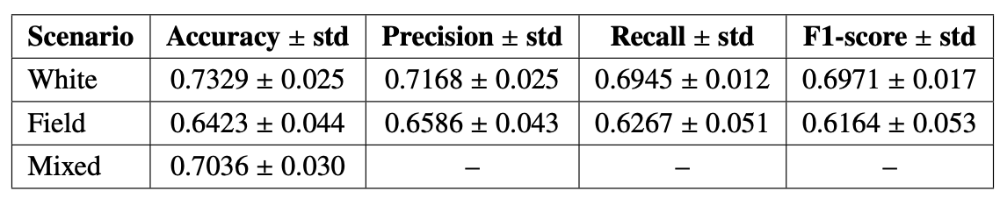 Scenario Accuracy ± std Precision ± std Recall ± std F1-score ± std
White 0.7329 ± 0.025 0.7168 ± 0.025 0.6945 ± 0.012 0.6971 ± 0.017
Field 0.6423 ± 0.044 0.6586 ± 0.043 0.6267 ± 0.051 0.6164 ± 0.053
Mixed 0.7036 ± 0.030 – – –